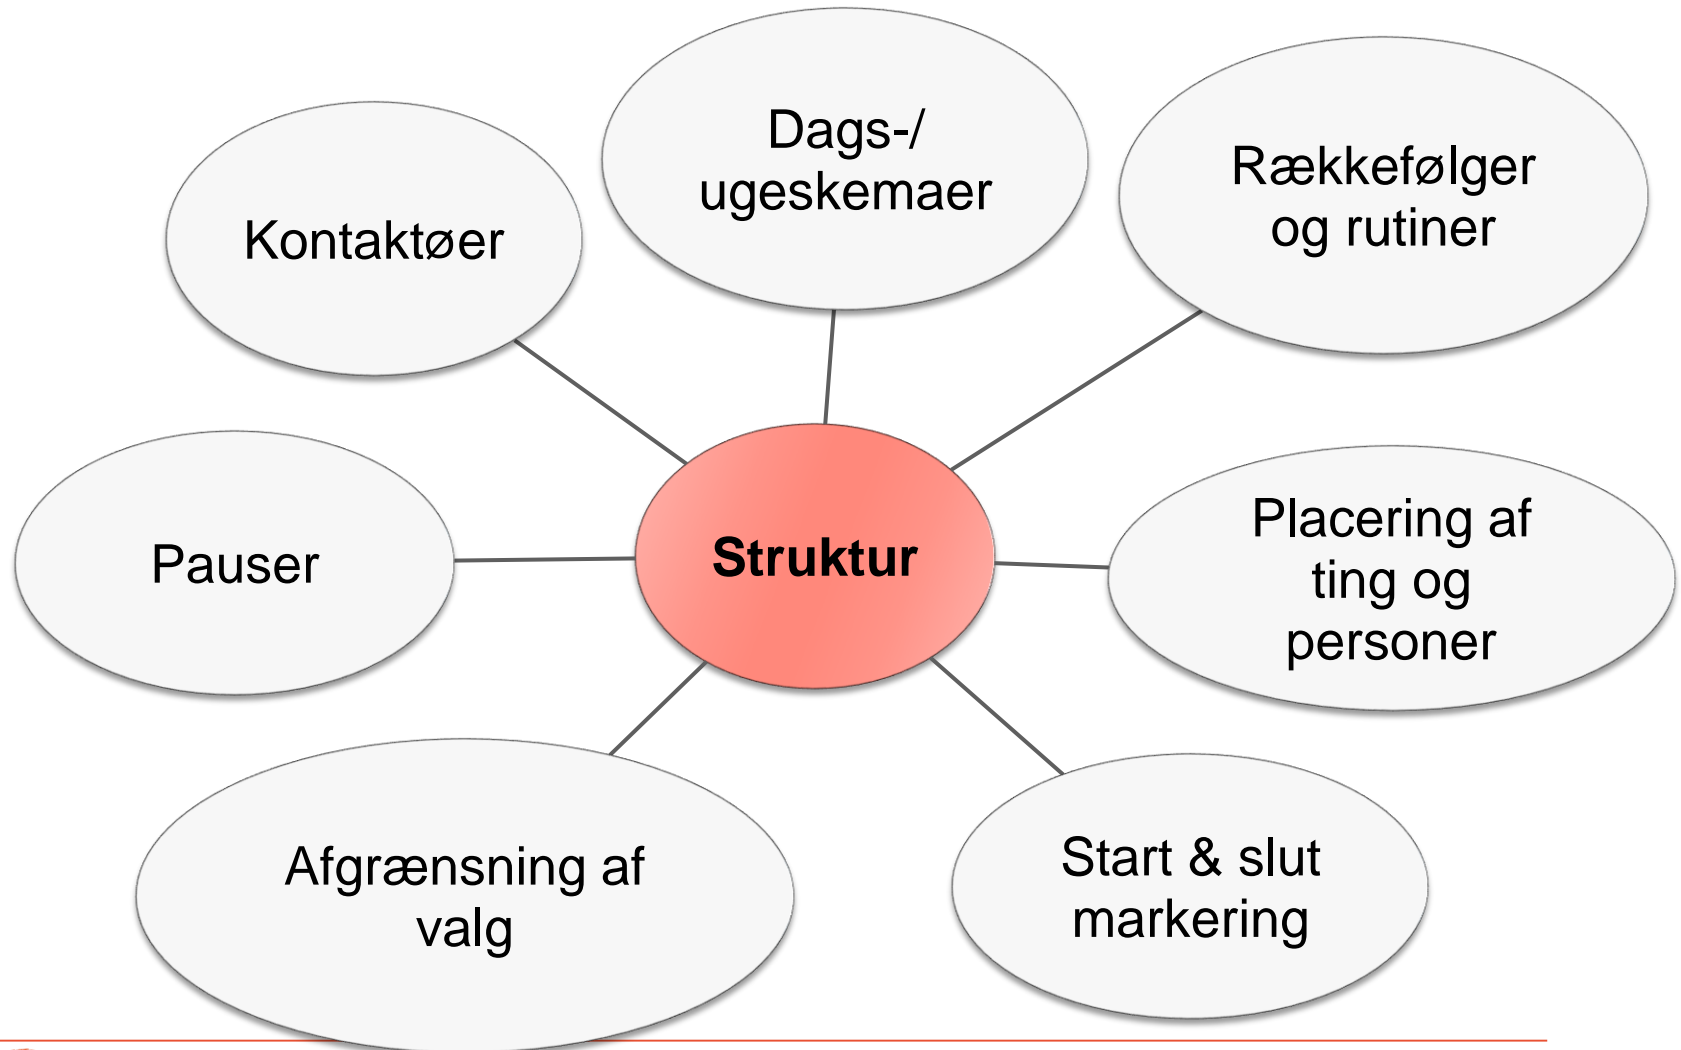 Dags-/
ugeskemaer
Rækkefølger
og rutiner
Kontaktøer
Placering af
ting og
personer
Struktur
Pauser
Start & slut
markering
Afgrænsning af
valg